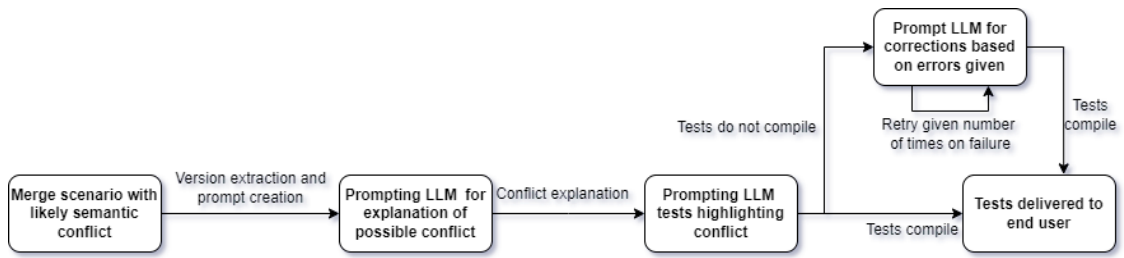 Prompt LLM for
corrections based
on errors given
Tests do not compile
Retry given number
of times on failure
Tests
compile
Merge scenario with
likely semantic
conflict
Version extraction and
prompt creation
Prompting LLM for
explanation of
possible conflict
Conflict explanation
Prompting LLM
tests highlighting
conflict
Tests compile
Tests delivered to
end user